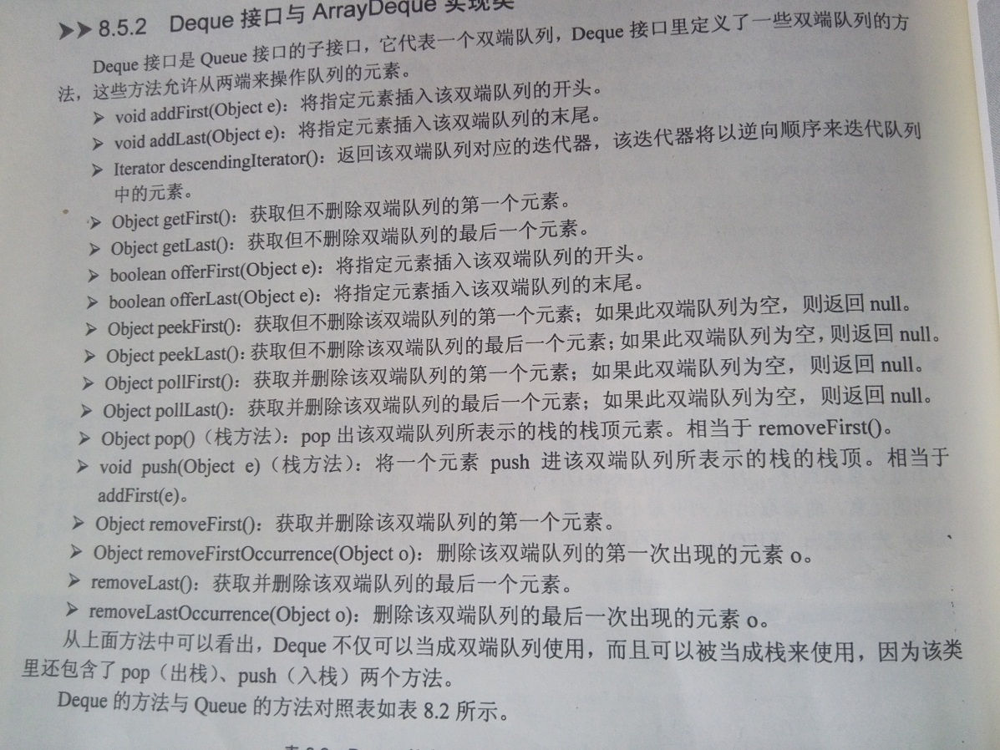 8.5.2 Deque 接口与 ArrayDeque 实现类
Deque 接口是 Queue 接口的子接口，它代表一个双端队列，Deque 接口里定义了一些双端队列的方
法，这些方法允许从两端来操作队列的元素。
➢ void addFirst(Object e)：将指定元素插入该双端队列的开头。
➢ void addLast(Object e)：将指定元素插入该双端队列的末尾。
➢ Iterator descendingIterator()：返回该双端队列对应的迭代器，该迭代器将以逆向顺序来迭代队列
中的元素。
➢ Object getFirst()：获取但不删除双端队列的第一个元素。
➢ Object getLast()：获取但不删除双端队列的最后一个元素。
➢ boolean offerFirst(Object e)：将指定元素插入该双端队列的开头。
➢ boolean offerLast(Object e)：将指定元素插入该双端队列的末尾。
➢ Object peekFirst()：获取但不删除该双端队列的第一个元素；如果此双端队列为空，则返回 null。
➢ Object peekLast()：获取但不删除该双端队列的最后一个元素；如果此双端队列为空，则返回 null。
➢ Object pollFirst()：获取并删除该双端队列的第一个元素；如果此双端队列为空，则返回 null。
➢ Object pollLast()：获取并删除该双端队列的最后一个元素；如果此双端队列为空，则返回 null。
➢ Object pop()（栈方法）：pop 出该双端队列所表示的栈的栈顶元素。相当于 removeFirst()。
➢ void push(Object e)（栈方法）：将一个元素 push 进该双端队列所表示的栈的栈顶。相当于
addFirst(e)。
➢ Object removeFirst()：获取并删除该双端队列的第一个元素。
➢ Object removeFirstOccurrence(Object o)：删除该双端队列的第一次出现的元素 o。
➢ removeLast()：获取并删除该双端队列的最后一个元素。
➢ removeLastOccurrence(Object o)：删除该双端队列的最后一次出现的元素 o。
从上面方法中可以看出，Deque 不仅可以当成双端队列使用，而且可以被当成栈来使用，因为该类
里还包含了 pop（出栈）、push（入栈）两个方法。
Deque 的方法与 Queue 的方法对照表如表 8.2 所示。